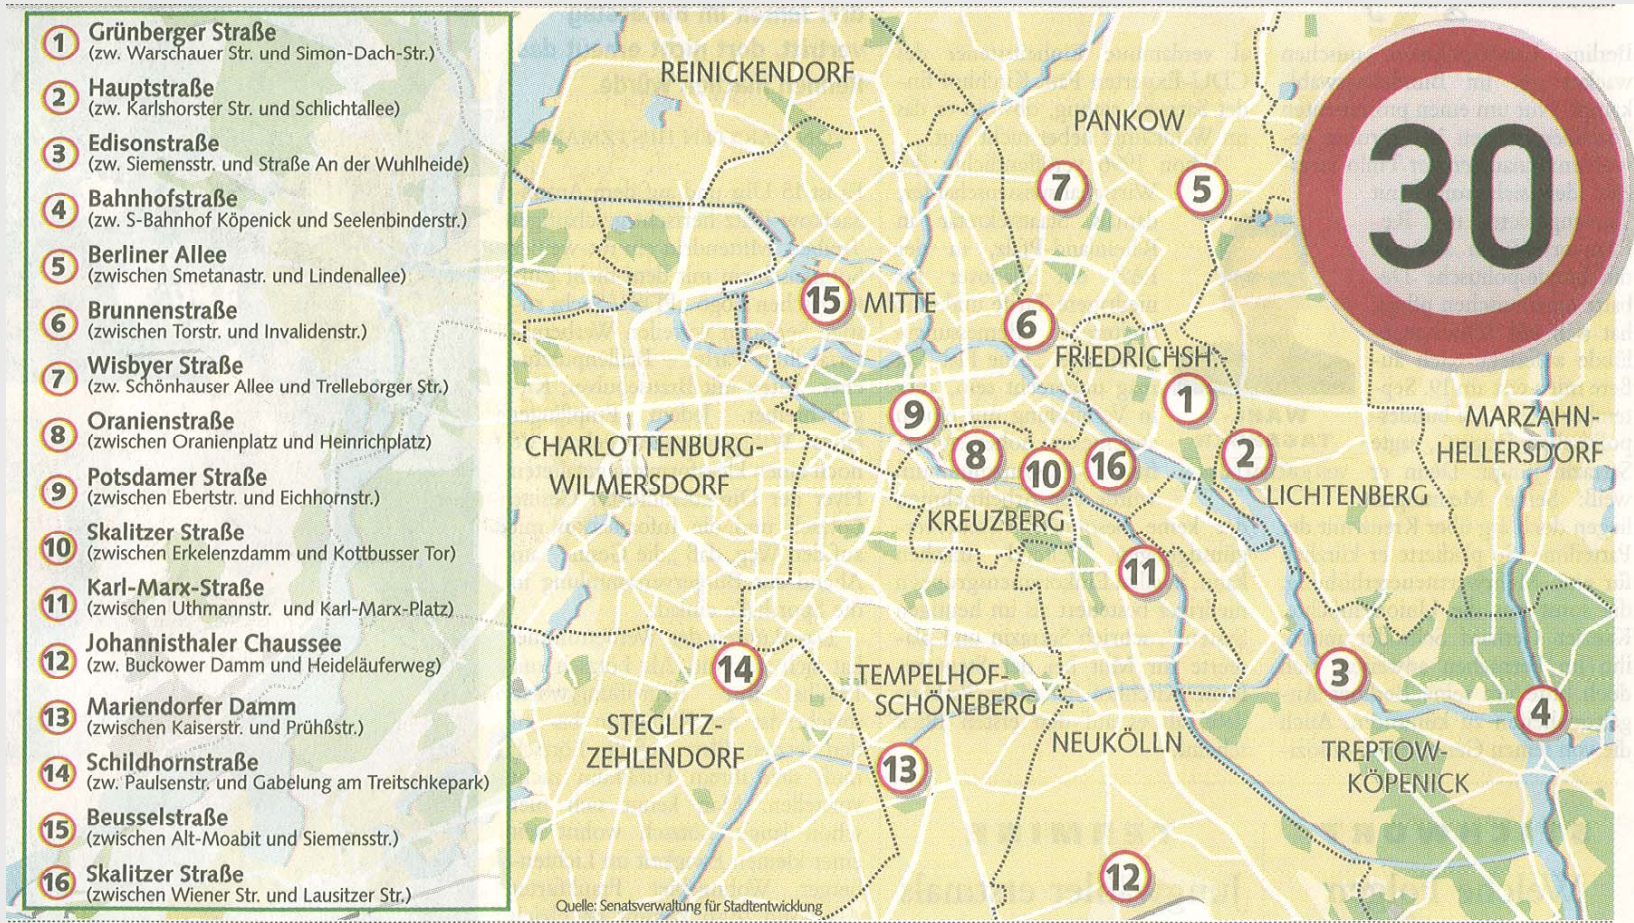 1 Grünberger Straße
(zw. Warschauer Str. und Simon-Dach-Str.)
2 Hauptstraße
(zw. Karlshorster Str. und Schlichtallee)
3 Edisonstraße
(zw. Siemensstr. und Straße An der Wuhlheide)
4 Bahnhofstraße
(zw. S-Bahnhof Köpenick und Seelenbinderstr.)
5 Berliner Allee
(zwischen Smetanastr. und Lindenallee)
6 Brunnenstraße
(zwischen Torstr. und Invalidenstr.)
7 Wisbyer Straße
(zw. Schönhauser Allee und Trelleborger Str.)
8 Oranienstraße
(zwischen Oranienplatz und Heinrichplatz)
9 Potsdamer Straße
(zwischen Ebertstr. und Eichhornstr.)
10 Skalitzer Straße
(zwischen Erkelenzdamm und Kottbusser Tor)
11 Karl-Marx-Straße
(zwischen Uthmannstr. und Karl-Marx-Platz)
12 Johannisthaler Chaussee
(zw. Buckower Damm und Heideläuferweg)
13 Mariendorfer Damm
(zwischen Kaiserstr. und Prühßstr.)
14 Schildhornstraße
(zw. Paulsenstr. und Gabelung am Treitschkepark)
15 Beusselstraße
(zwischen Alt-Moabit und Siemensstr.)
16 Skalitzer Straße
(zwischen Wiener Str. und Lausitzer Str.)
REINICKENDORF
PANKOW
30
7
5
15
MITTE
6
FRIEDRICHSH.
1
9
MARZAHN-
HELLERSDORF
CHARLOTTENBURG-
WILMERSDORF
8
10
16
2
LICHTENBERG
KREUZBERG
11
14
TEMPELHOF-
SCHÖNEBERG
3
4
STEGLITZ-
ZEHLENDORF
NEUKÖLLN
TREPTOW-
KÖPENICK
13
12
Quelle: Senatsverwaltung für Stadtentwicklung